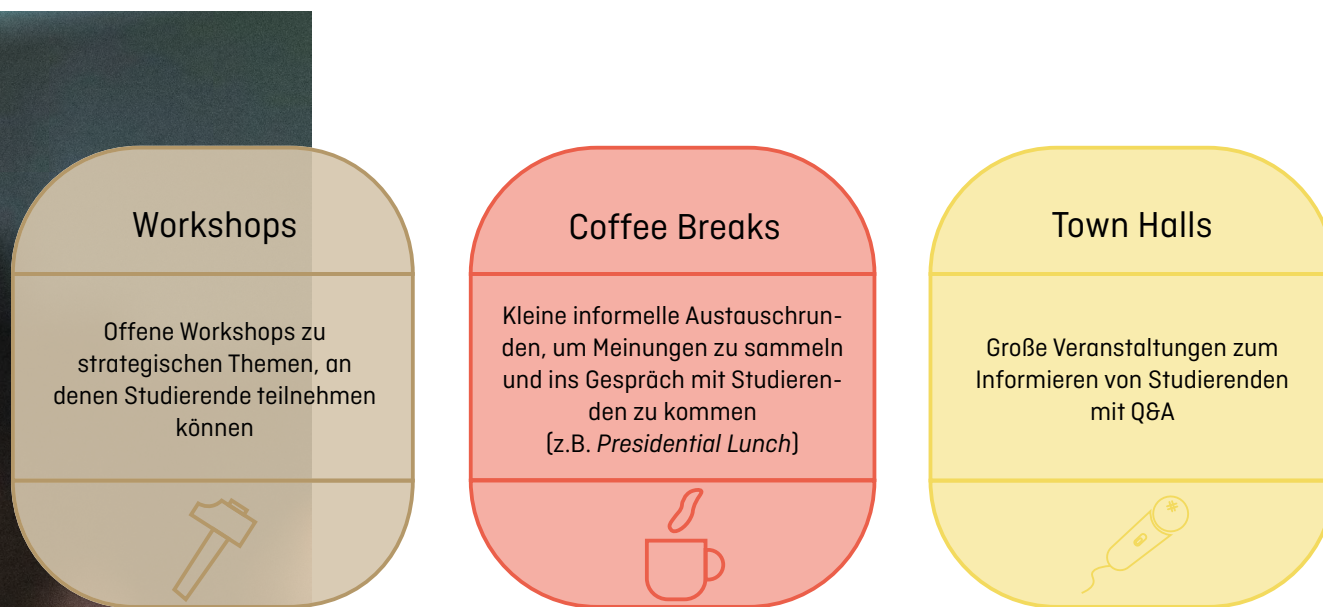 Workshops
Offene Workshops zu
strategischen Themen, an
denen Studierende teilnehmen
können
Coffee Breaks
Kleine informelle Austauschrun-
den, um Meinungen zu sammeln
und ins Gespräch mit Studieren-
den zu kommen
(z.B. Presidential Lunch)
Town Halls
Große Veranstaltungen zum
Informieren von Studierenden
mit Q&A